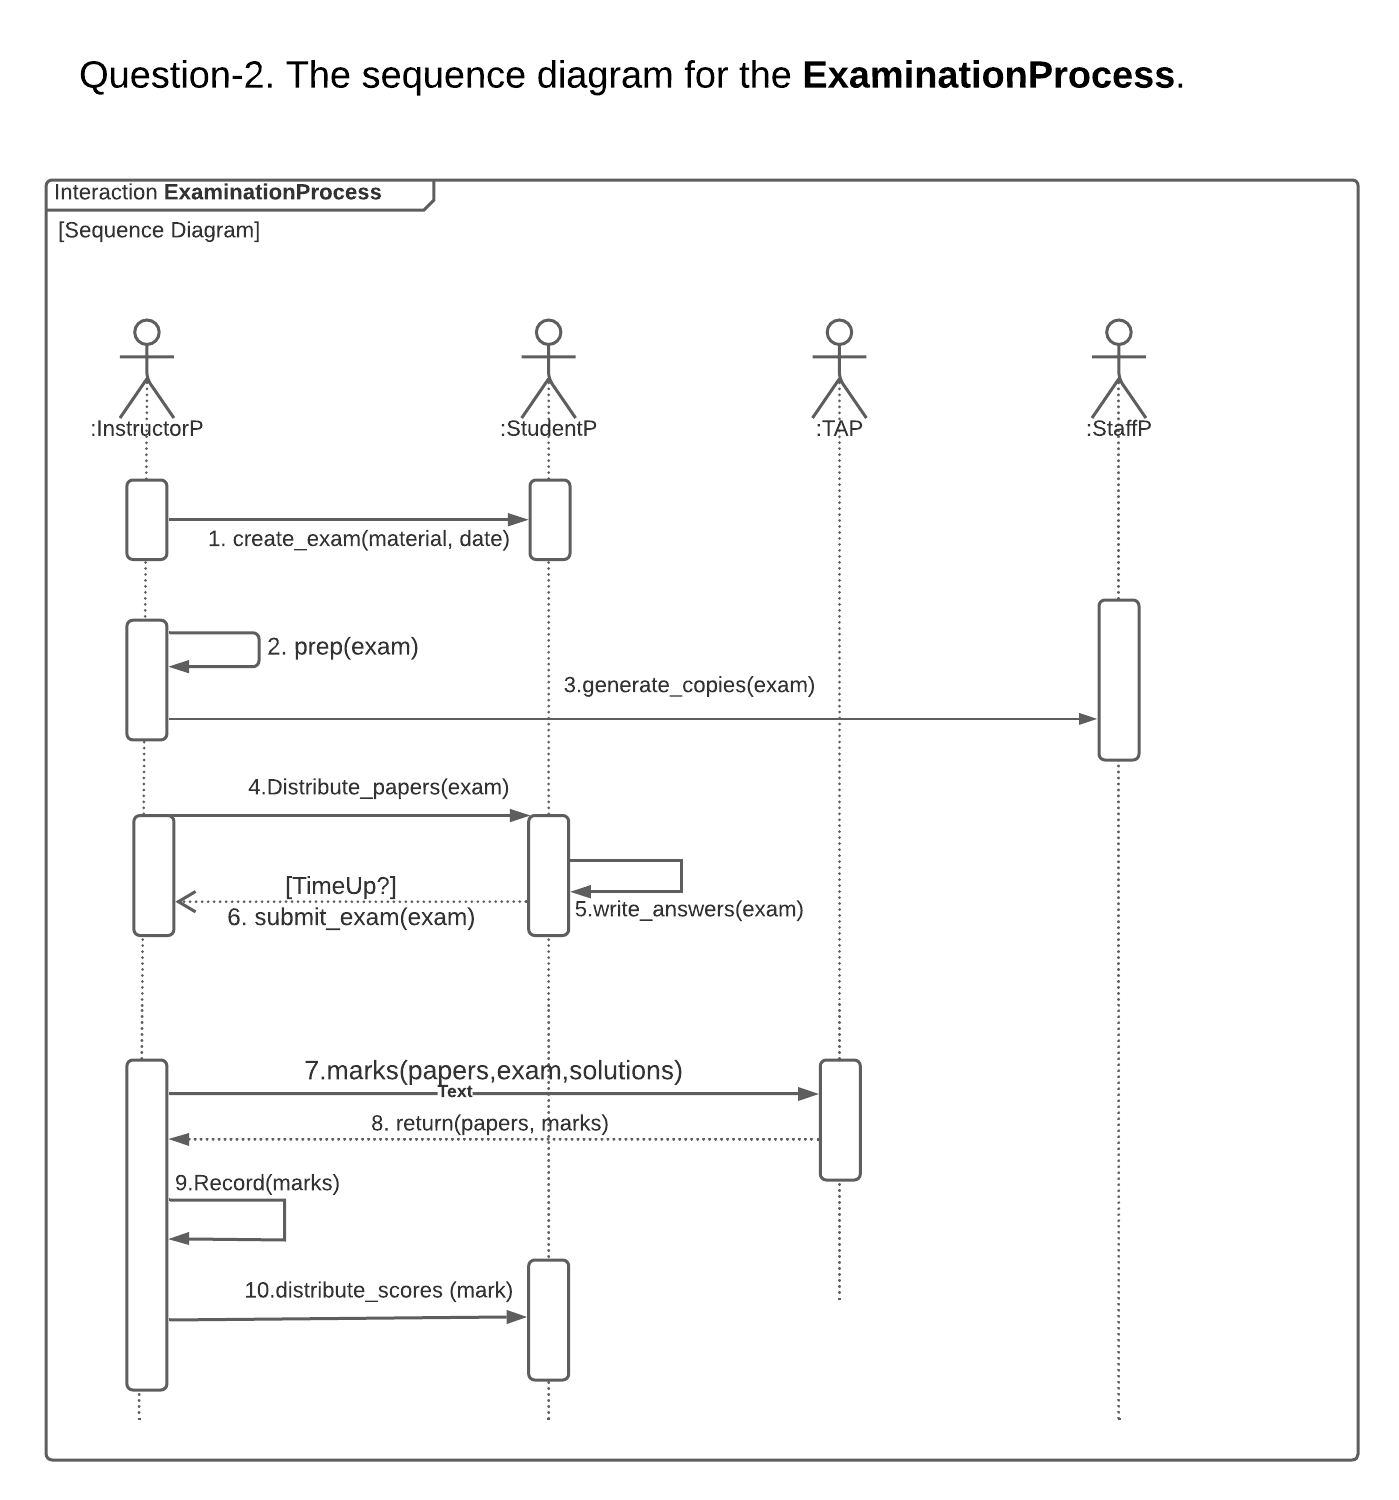 Question-2. The sequence diagram for the ExaminationProcess.
Interaction ExaminationProcess
[Sequence Diagram]
:InstructorP
:StudentP
:TAP
:StaffP
1. create_exam(material, date)
2. prep(exam)
3.generate_copies(exam)
4.Distribute_papers(exam)
[TimeUp?]
5.write_answers(exam)
6. submit_exam(exam)
7.marks(papers,exam,solutions)
Text
8. return(papers, marks)
9.Record(marks)
10.distribute_scores (mark)